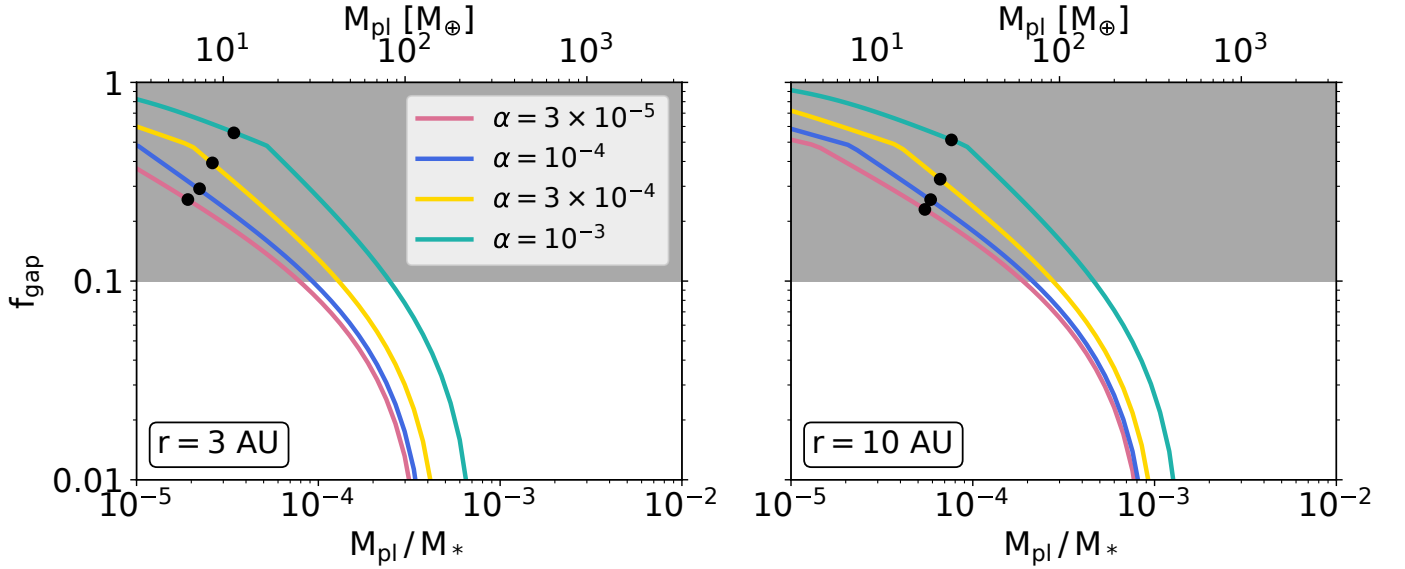 M_pl [M_⊕]
10^1 10^2 10^3
1
0.1
0.01
f_gap
α = 3 × 10^−5
α = 10^−4
α = 3 × 10^−4
α = 10^−3
r = 3 AU
10^−5 10^−4 10^−3 10^−2
M_pl / M_*
M_pl [M_⊕]
10^1 10^2 10^3
r = 10 AU
10^−5 10^−4 10^−3 10^−2
M_pl / M_*